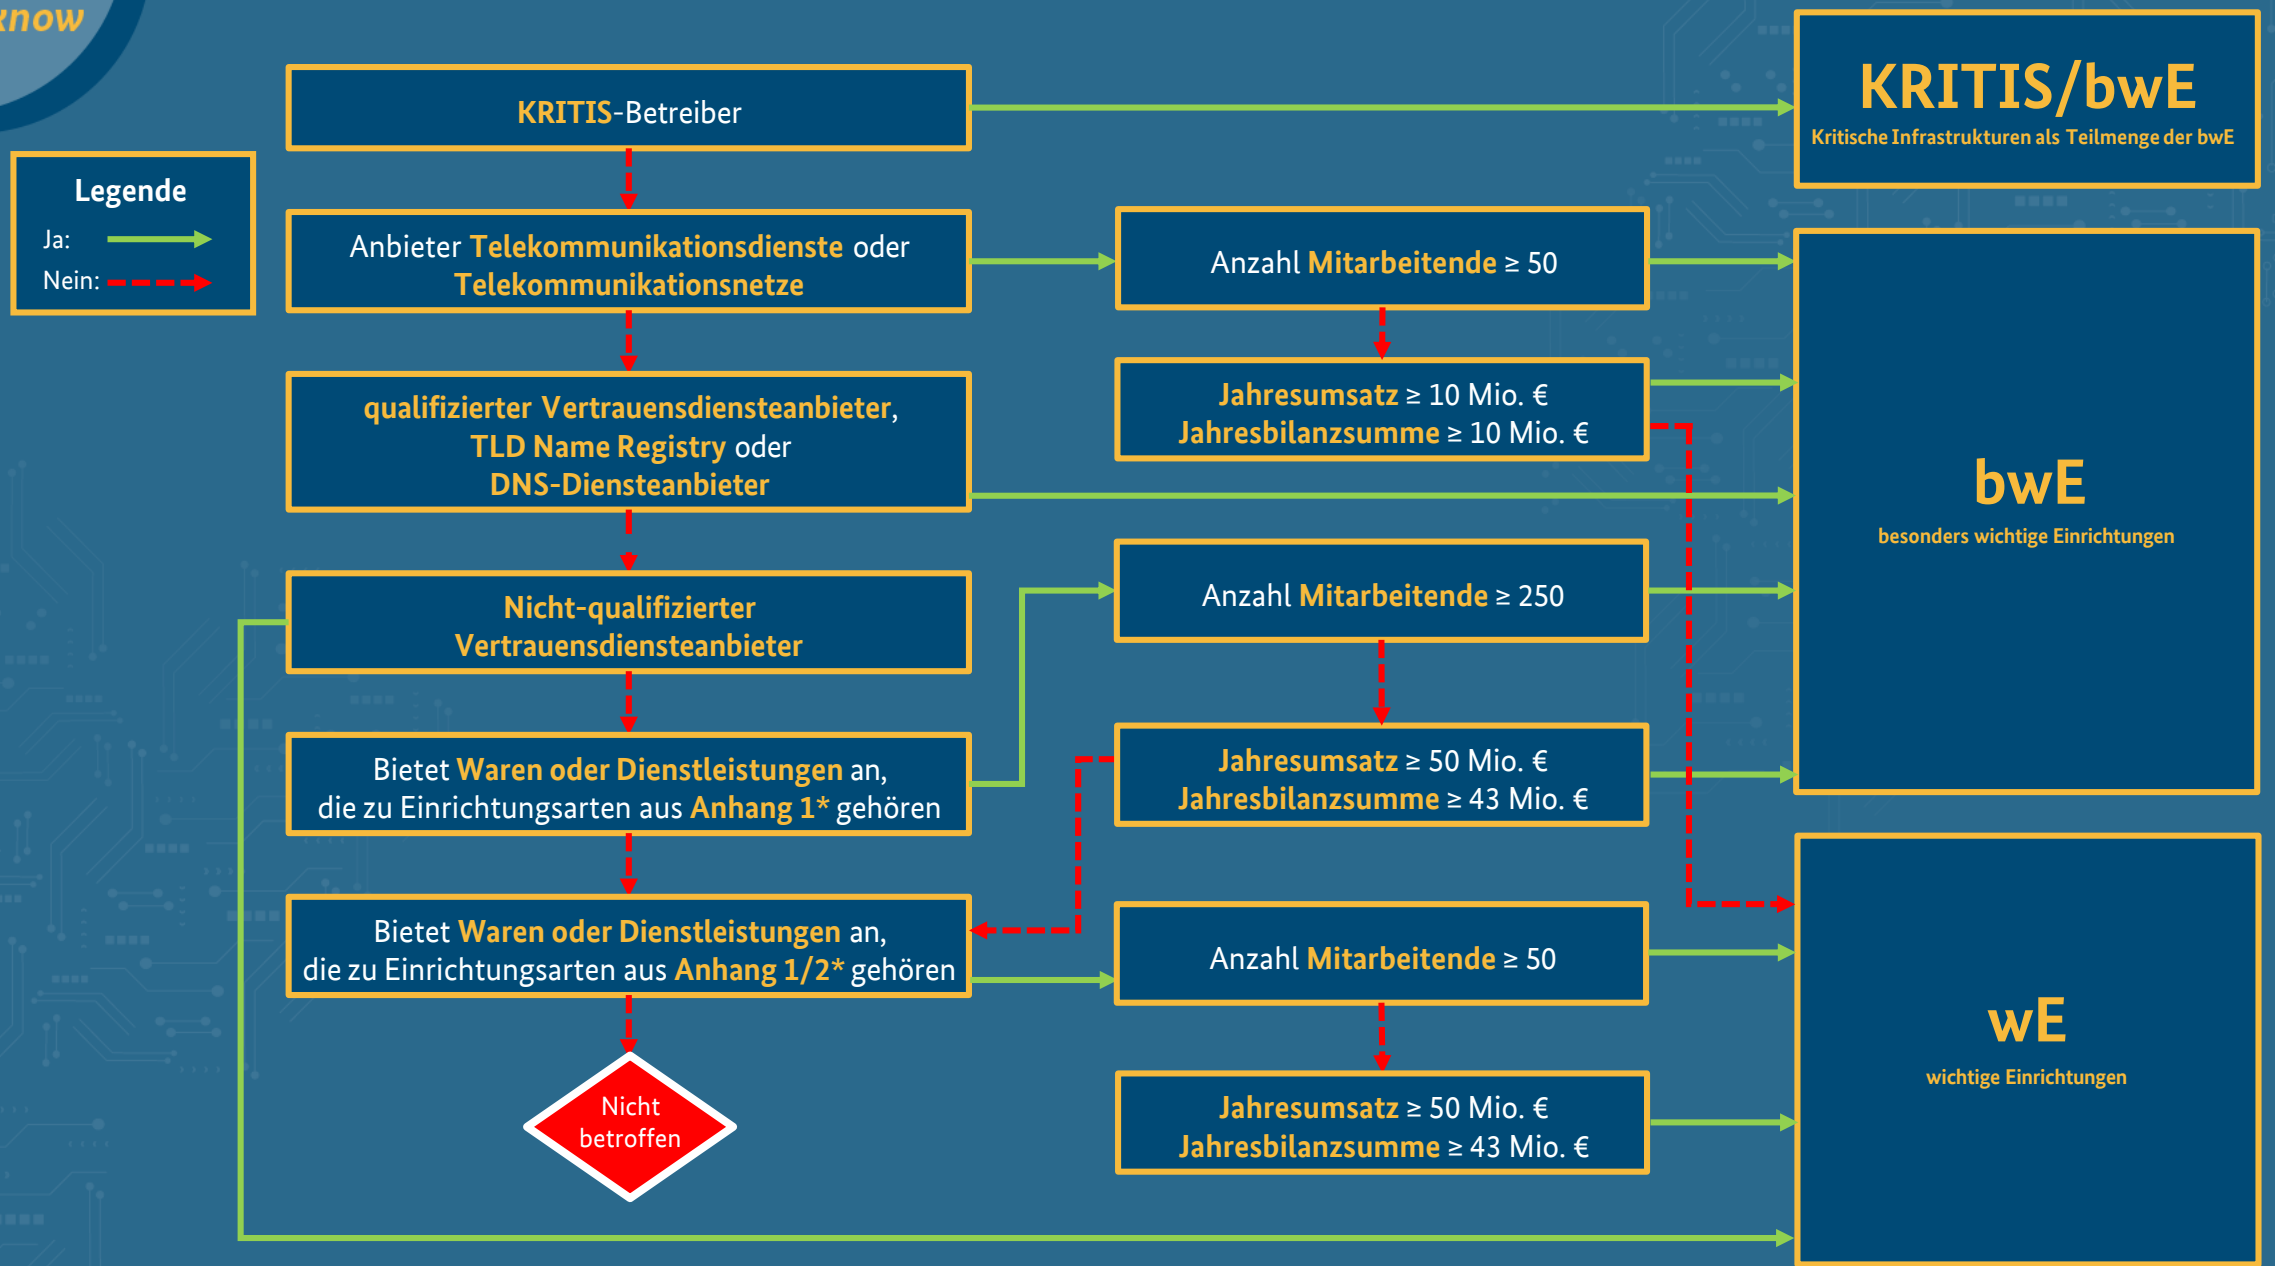 know
KRITIS-Betreiber
KRITIS/bwE
Kritische Infrastrukturen als Teilmenge der bwE
Legende
Ja:
Nein:
Anbieter Telekommunikationsdienste oder
Telekommunikationsnetze
Anzahl Mitarbeitende ≥ 50
Jahresumsatz ≥ 10 Mio. €
Jahresbilanzsumme ≥ 10 Mio. €
qualifizierter Vertrauensdiensteanbieter,
TLD Name Registry oder
DNS-Diensteanbieter
bwE
besonders wichtige Einrichtungen
Nicht-qualifizierter
Vertrauensdiensteanbieter
Anzahl Mitarbeitende ≥ 250
Bietet Waren oder Dienstleistungen an,
die zu Einrichtungsarten aus Anhang 1* gehören
Jahresumsatz ≥ 50 Mio. €
Jahresbilanzsumme ≥ 43 Mio. €
Bietet Waren oder Dienstleistungen an,
die zu Einrichtungsarten aus Anhang 1/2* gehören
Anzahl Mitarbeitende ≥ 50
wE
wichtige Einrichtungen
Nicht
betroffen
Jahresumsatz ≥ 50 Mio. €
Jahresbilanzsumme ≥ 43 Mio. €